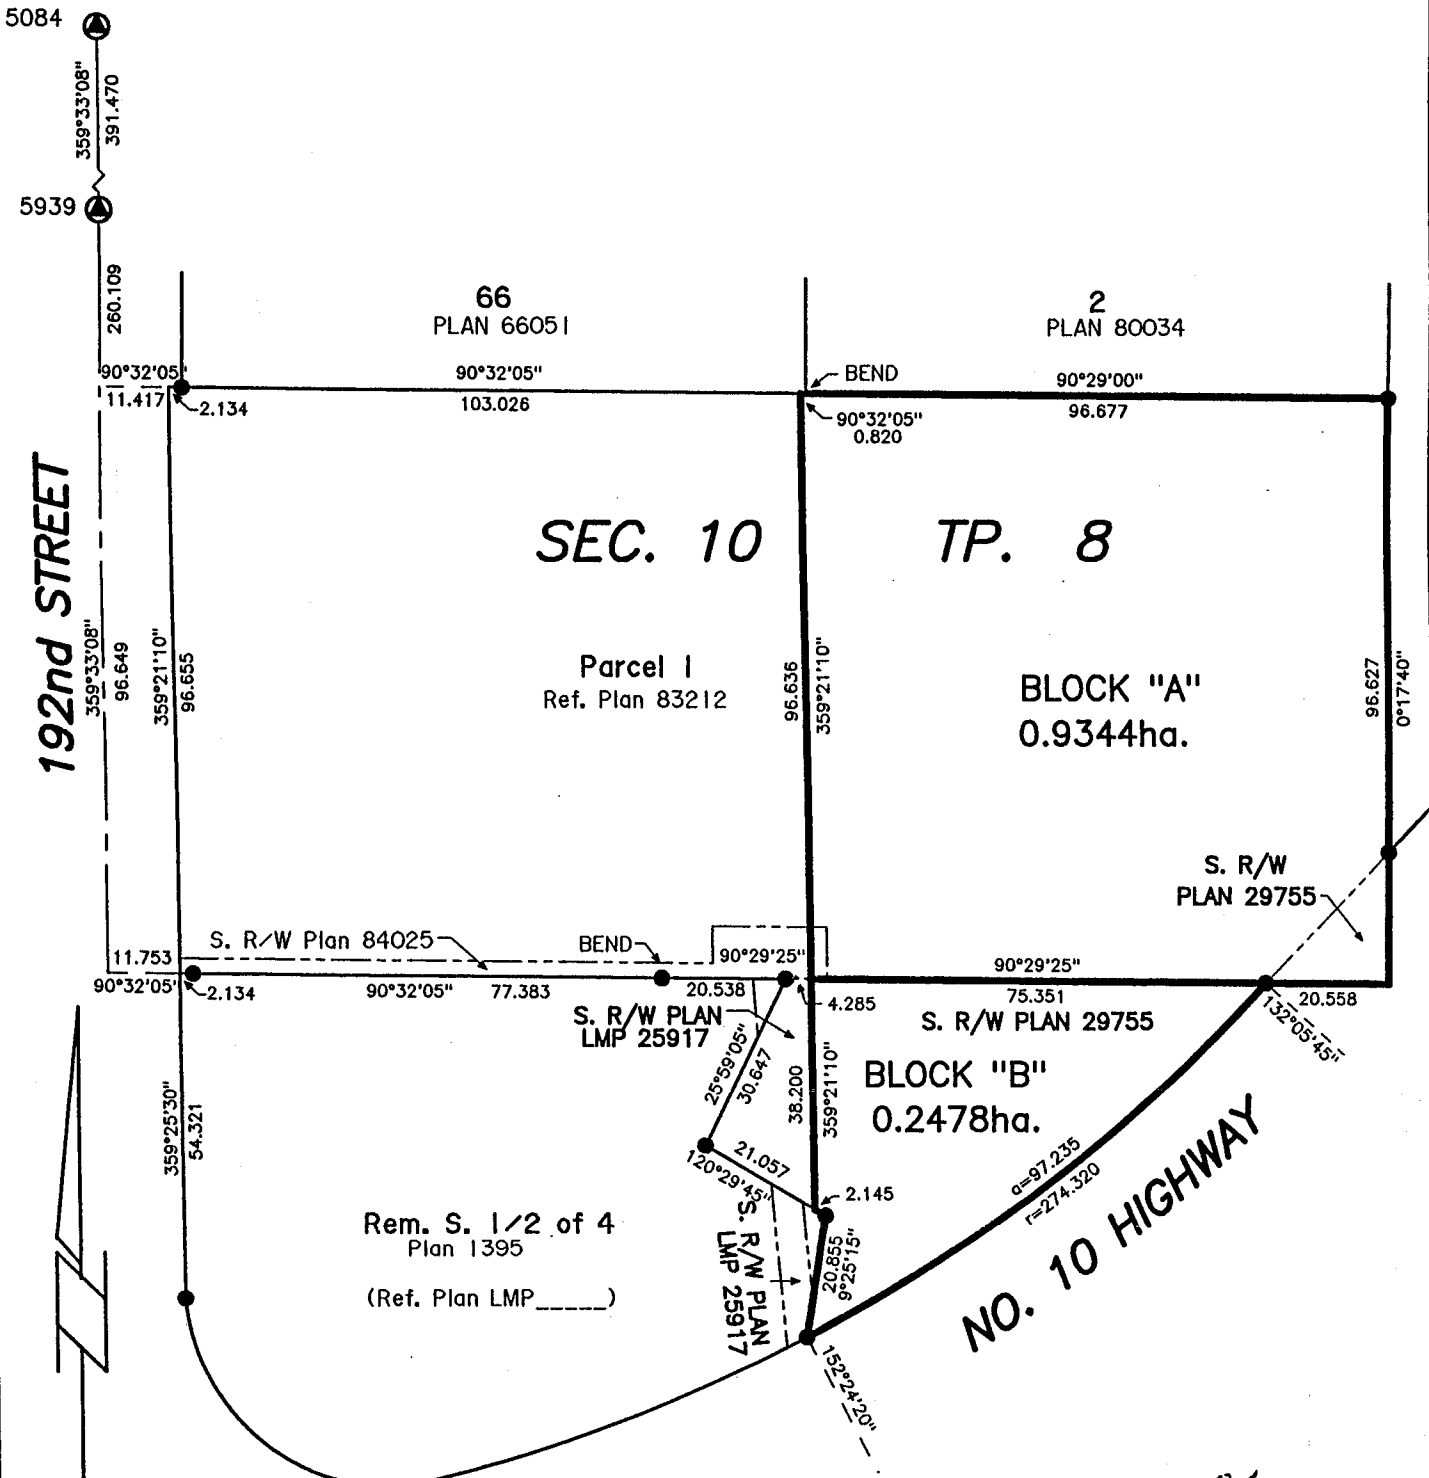 5084
359°33'08"
391.470
5939
260.109
66
PLAN 66051
2
PLAN 80034
90°32'05"
11.417
2.134
90°32'05"
103.026
BEND
90°32'05"
0.820
90°29'00"
96.677
192nd STREET
SEC. 10
TP. 8
359°33'08"
96.649
359°21'10"
96.655
Parcel 1
Ref. Plan 83212
96.636
359°21'10"
BLOCK "A"
0.9344ha.
96.627
0°17'40"
S. R/W
PLAN 29755
11.753
90°32'05"
2.134
S. R/W Plan 84025
BEND
90°29'25"
90°32'05"
77.383
20.538
4.285
90°29'25"
75.351
20.558
132°05'45"
S. R/W PLAN
LMP 25917
S. R/W PLAN 29755
25°59'05"
30.647
38.200
359°21'10"
BLOCK "B"
0.2478ha.
359°25'30"
54.321
21.057
120°29'45"
2.145
a=97.235
r=274.320
NO. 10 HIGHWAY
Rem. S. 1/2 of 4
Plan 1395
(Ref. Plan LMP_____)
S. R/W PLAN
LMP 25917
20.855
9°25'15"
152°24'20"